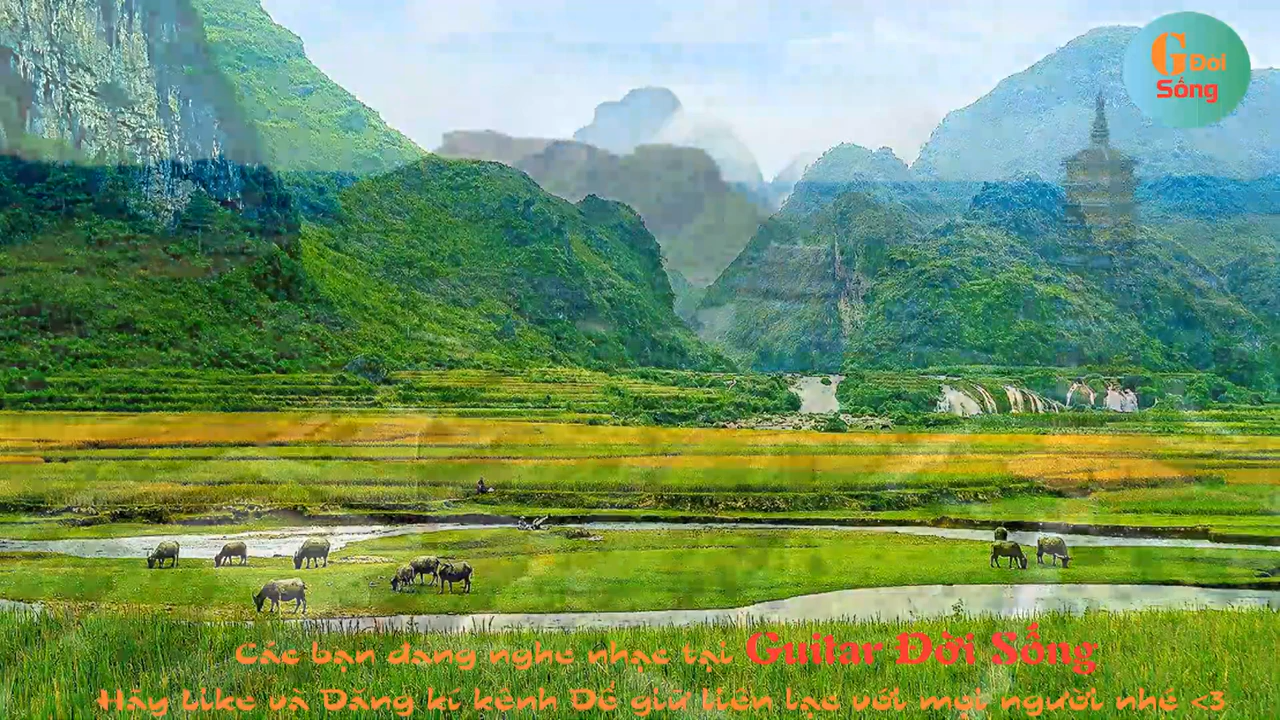 G Đời
Sống
Các bạn đang nghe nhạc tại Guitar Đời Sống
Hãy Like và Đăng kí kênh Để giữ liên lạc với mọi người nhé <3